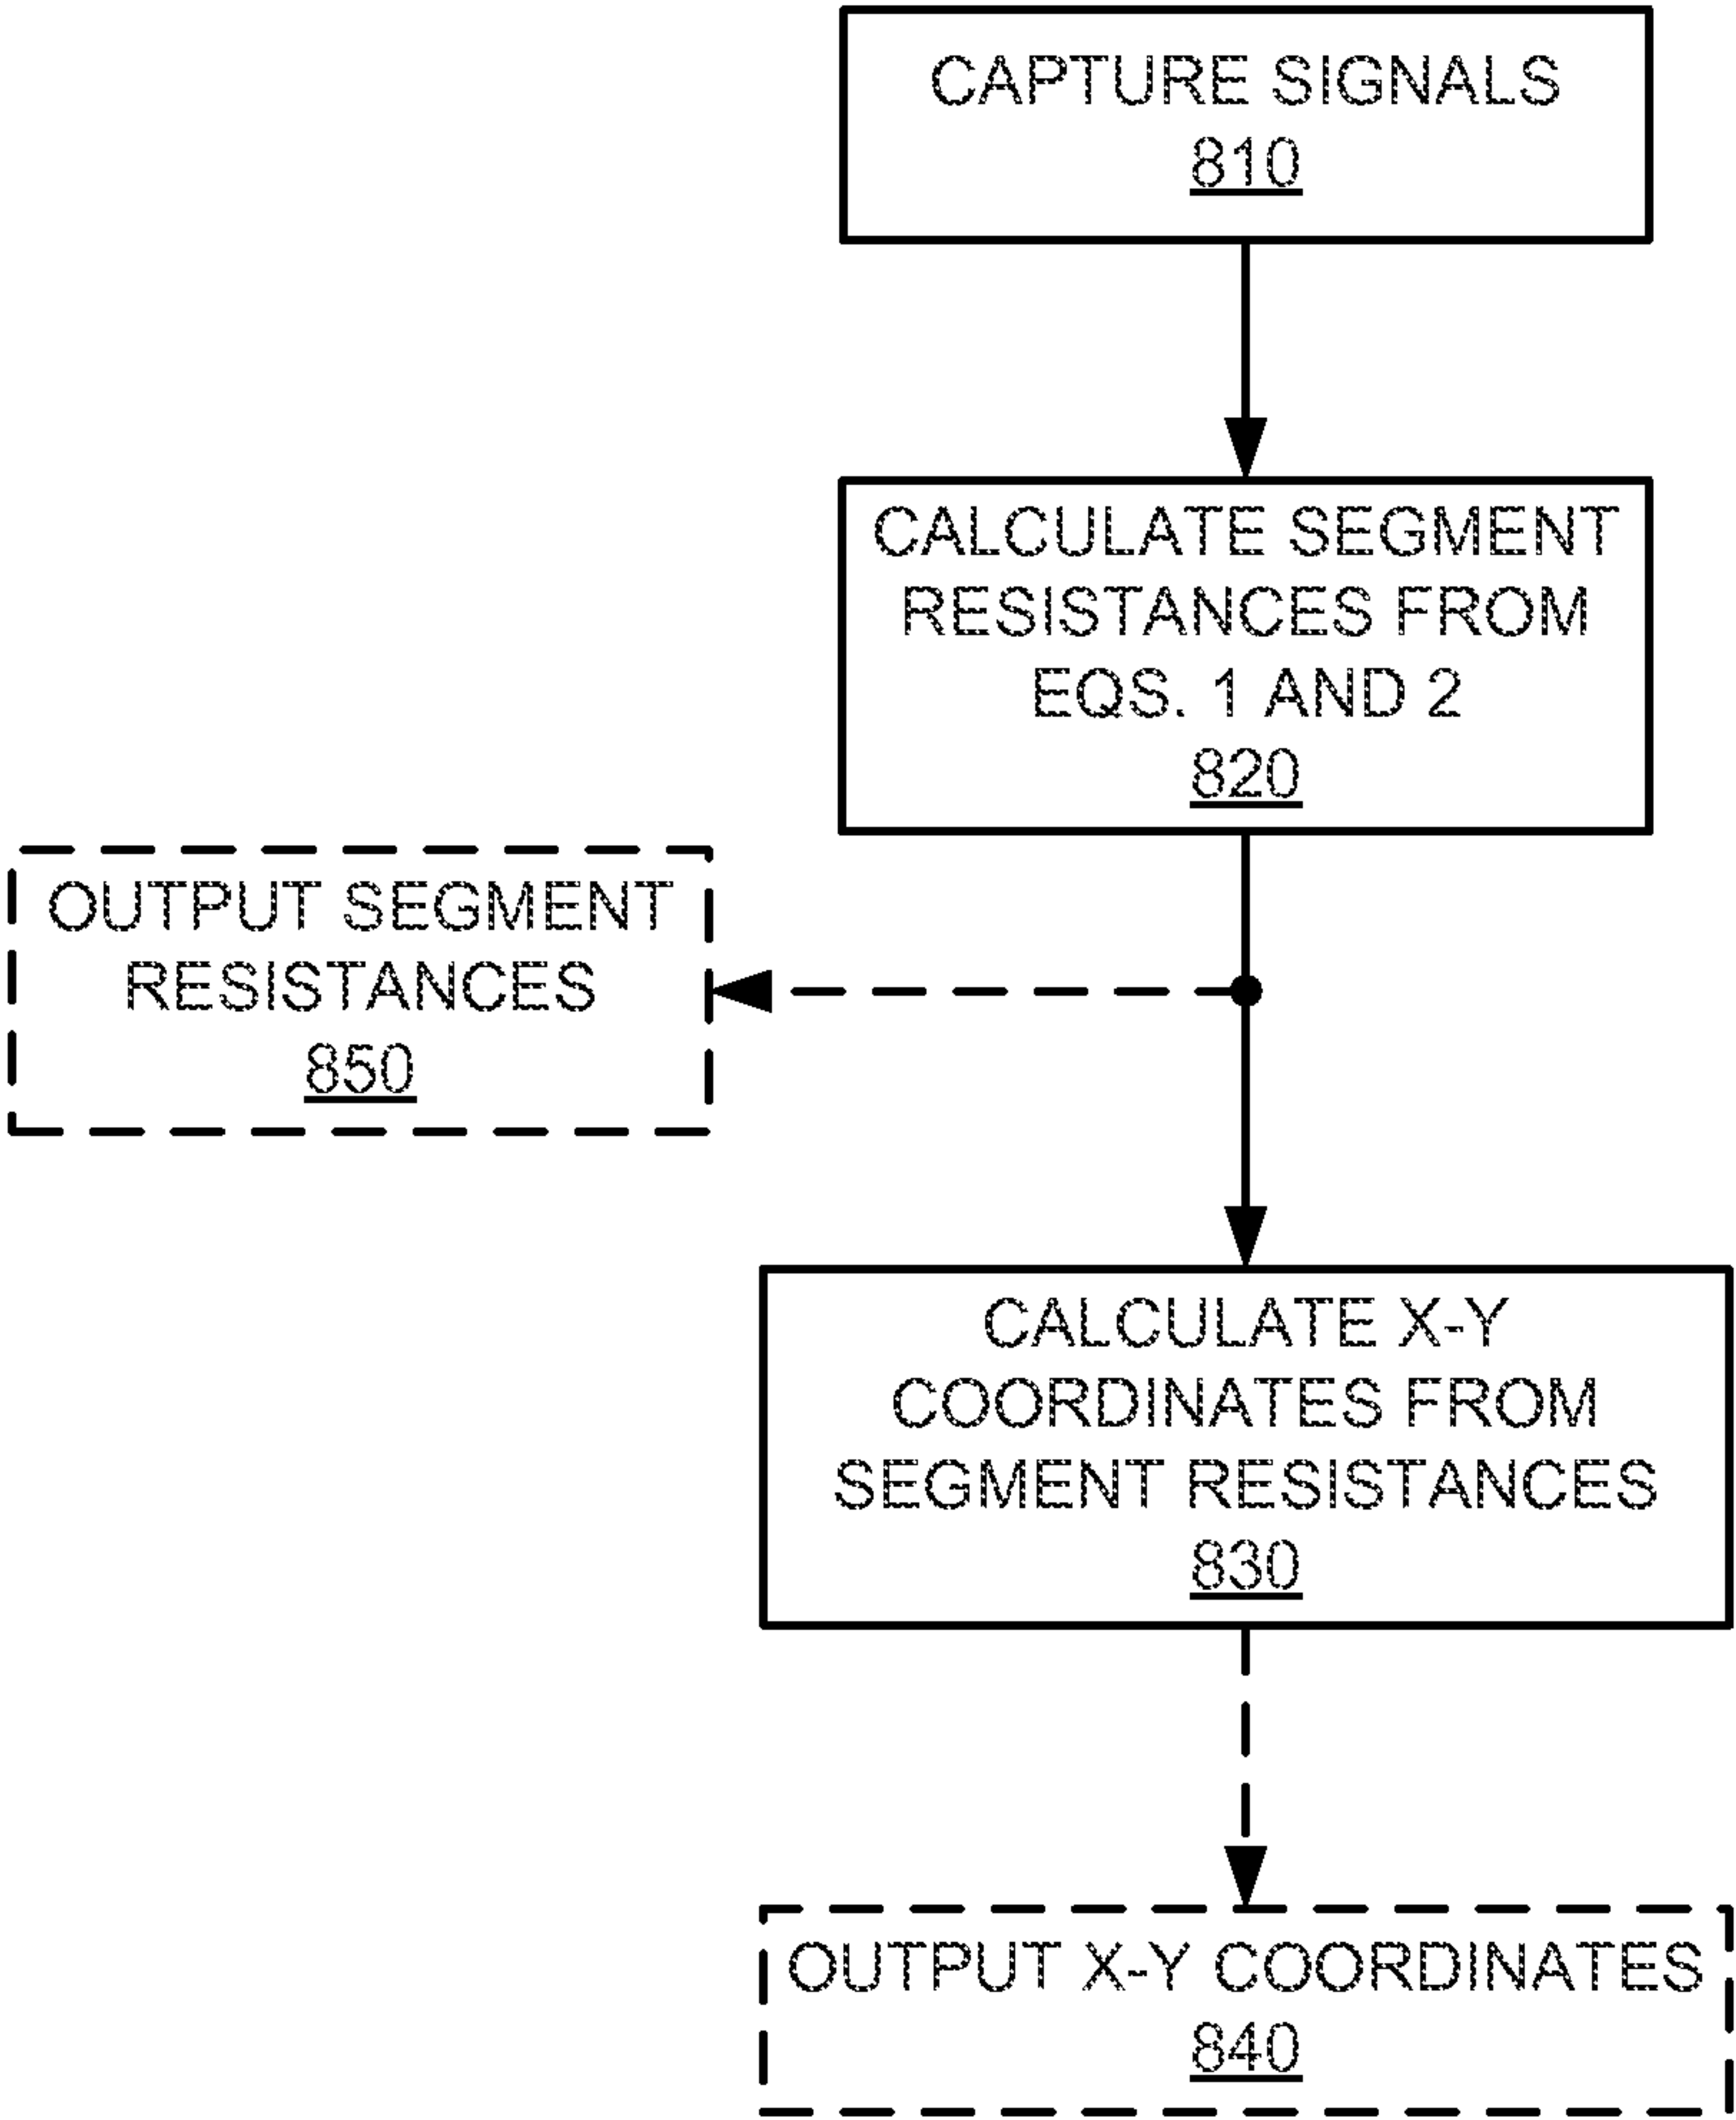 CAPTURE SIGNALS
810
CALCULATE SEGMENT
RESISTANCES FROM
EQS. 1 AND 2
820
OUTPUT SEGMENT
RESISTANCES
850
CALCULATE X-Y
COORDINATES FROM
SEGMENT RESISTANCES
830
OUTPUT X-Y COORDINATES
840